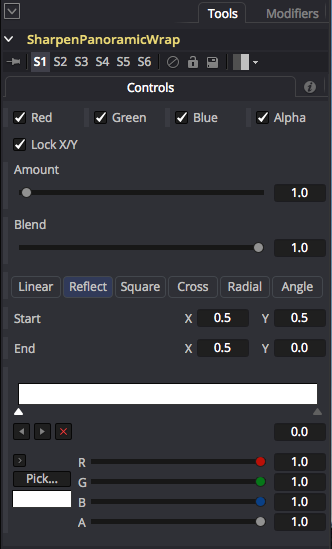 Tools Modifiers
SharpenPanoramicWrap
S1 S2 S3 S4 S5 S6
Controls
Red Green Blue Alpha
Lock X/Y
Amount
1.0
Blend
1.0
Linear Reflect Square Cross Radial Angle
Start X 0.5 Y 0.5
End X 0.5 Y 0.0
0.0
R 1.0
Pick... G 1.0
B 1.0
A 1.0